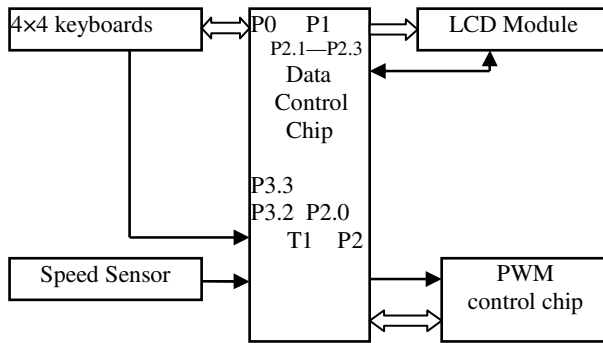 4×4 keyboards
P0 P1
LCD Module
P2.1—P2.3
Data
Control
Chip
P3.3
P3.2 P2.0
T1 P2
Speed Sensor
PWM
control chip